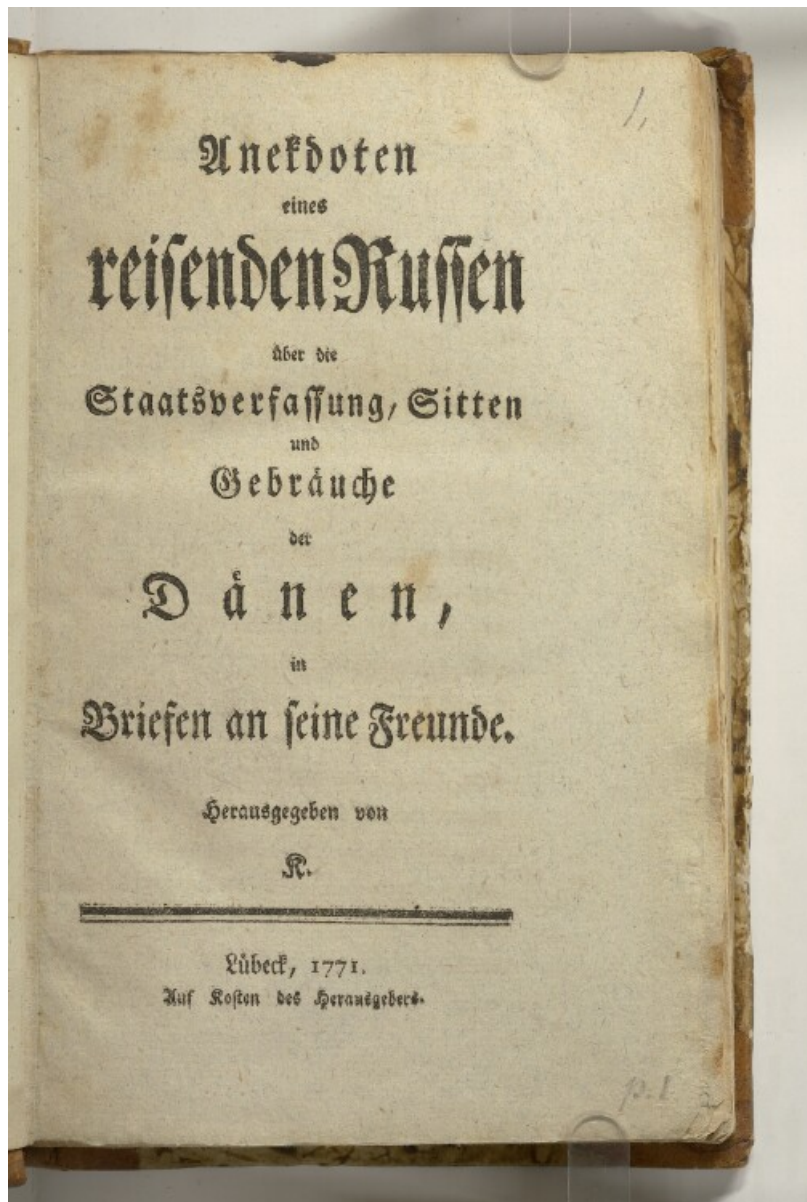 1,
Anekdoten
eines
reisenden Russen
über die
Staatsverfassung, Sitten
und
Gebräuche
der
Dänen,
in
Briefen an seine Freunde.
Herausgegeben von
K.
Lübeck, 1771.
Auf Kosten des Herausgebers.